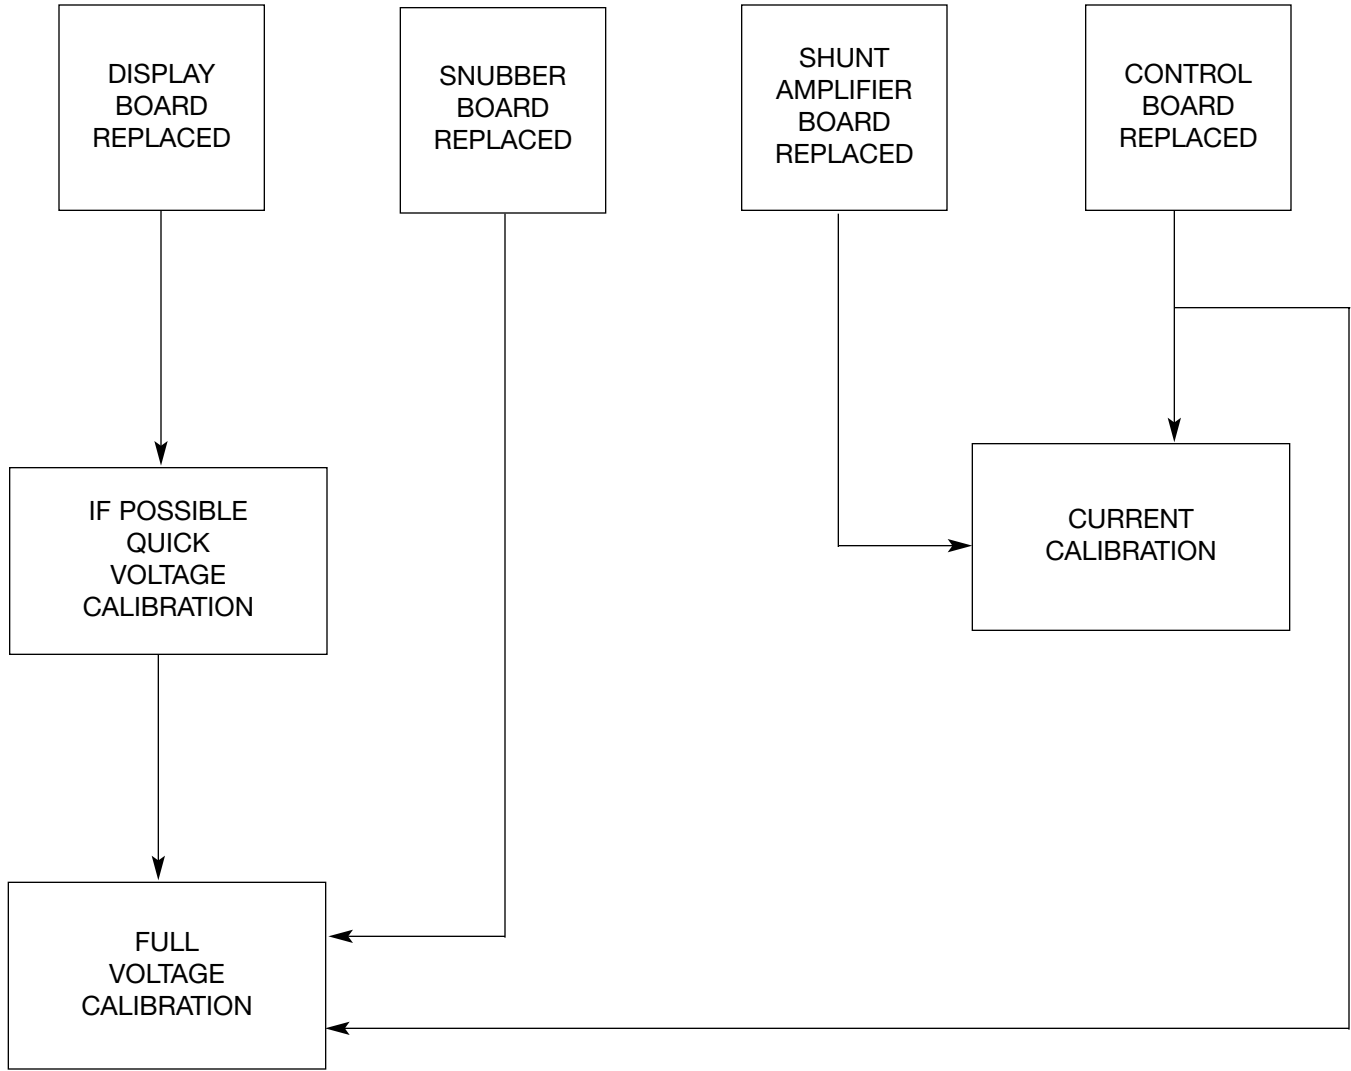 DISPLAY
BOARD
REPLACED
SNUBBER
BOARD
REPLACED
SHUNT
AMPLIFIER
BOARD
REPLACED
CONTROL
BOARD
REPLACED
IF POSSIBLE
QUICK
VOLTAGE
CALIBRATION
CURRENT
CALIBRATION
FULL
VOLTAGE
CALIBRATION